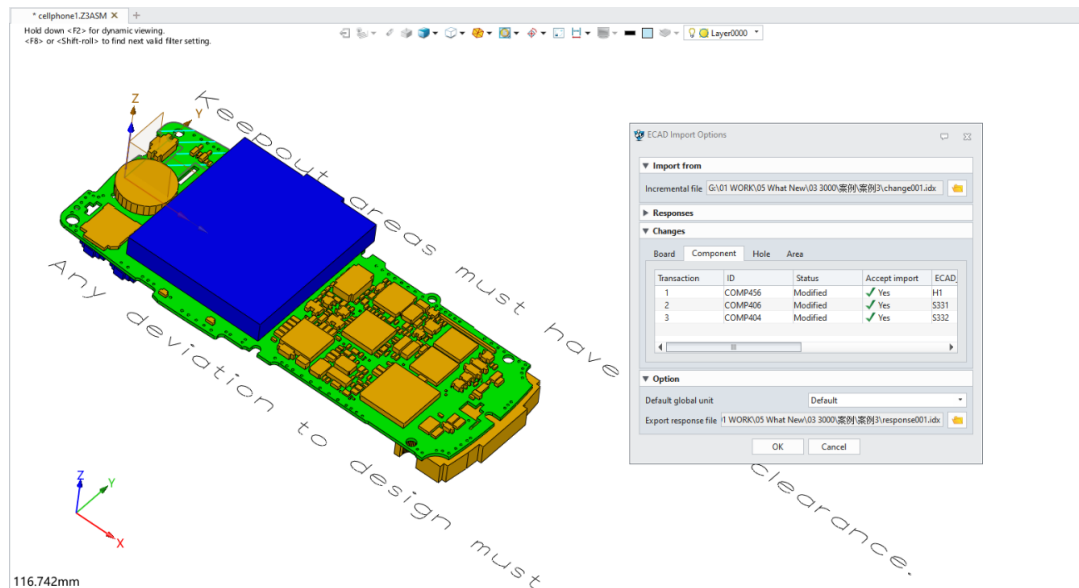 * cellphone1.Z3ASM
Hold down <F2> for dynamic viewing.
<F8> or <Shift-roll> to find next valid filter setting.
Layer0000
Z
Y
Keepout areas must have clearance.
Any deviation to design must
Z
Y
X
116.742mm
ECAD Import Options
Import from
Incremental file G:\01 WORK\05 What New\03 3000\案例\案例3\change001.idx
Responses
Changes
Board Component Hole Area
Transaction ID Status Accept import ECAD_
1 COMP456 Modified Yes H1
2 COMP406 Modified Yes S331
3 COMP404 Modified Yes S332
Option
Default global unit Default
Export response file 1 WORK\05 What New\03 3000\案例\案例3\response001.idx
OK Cancel